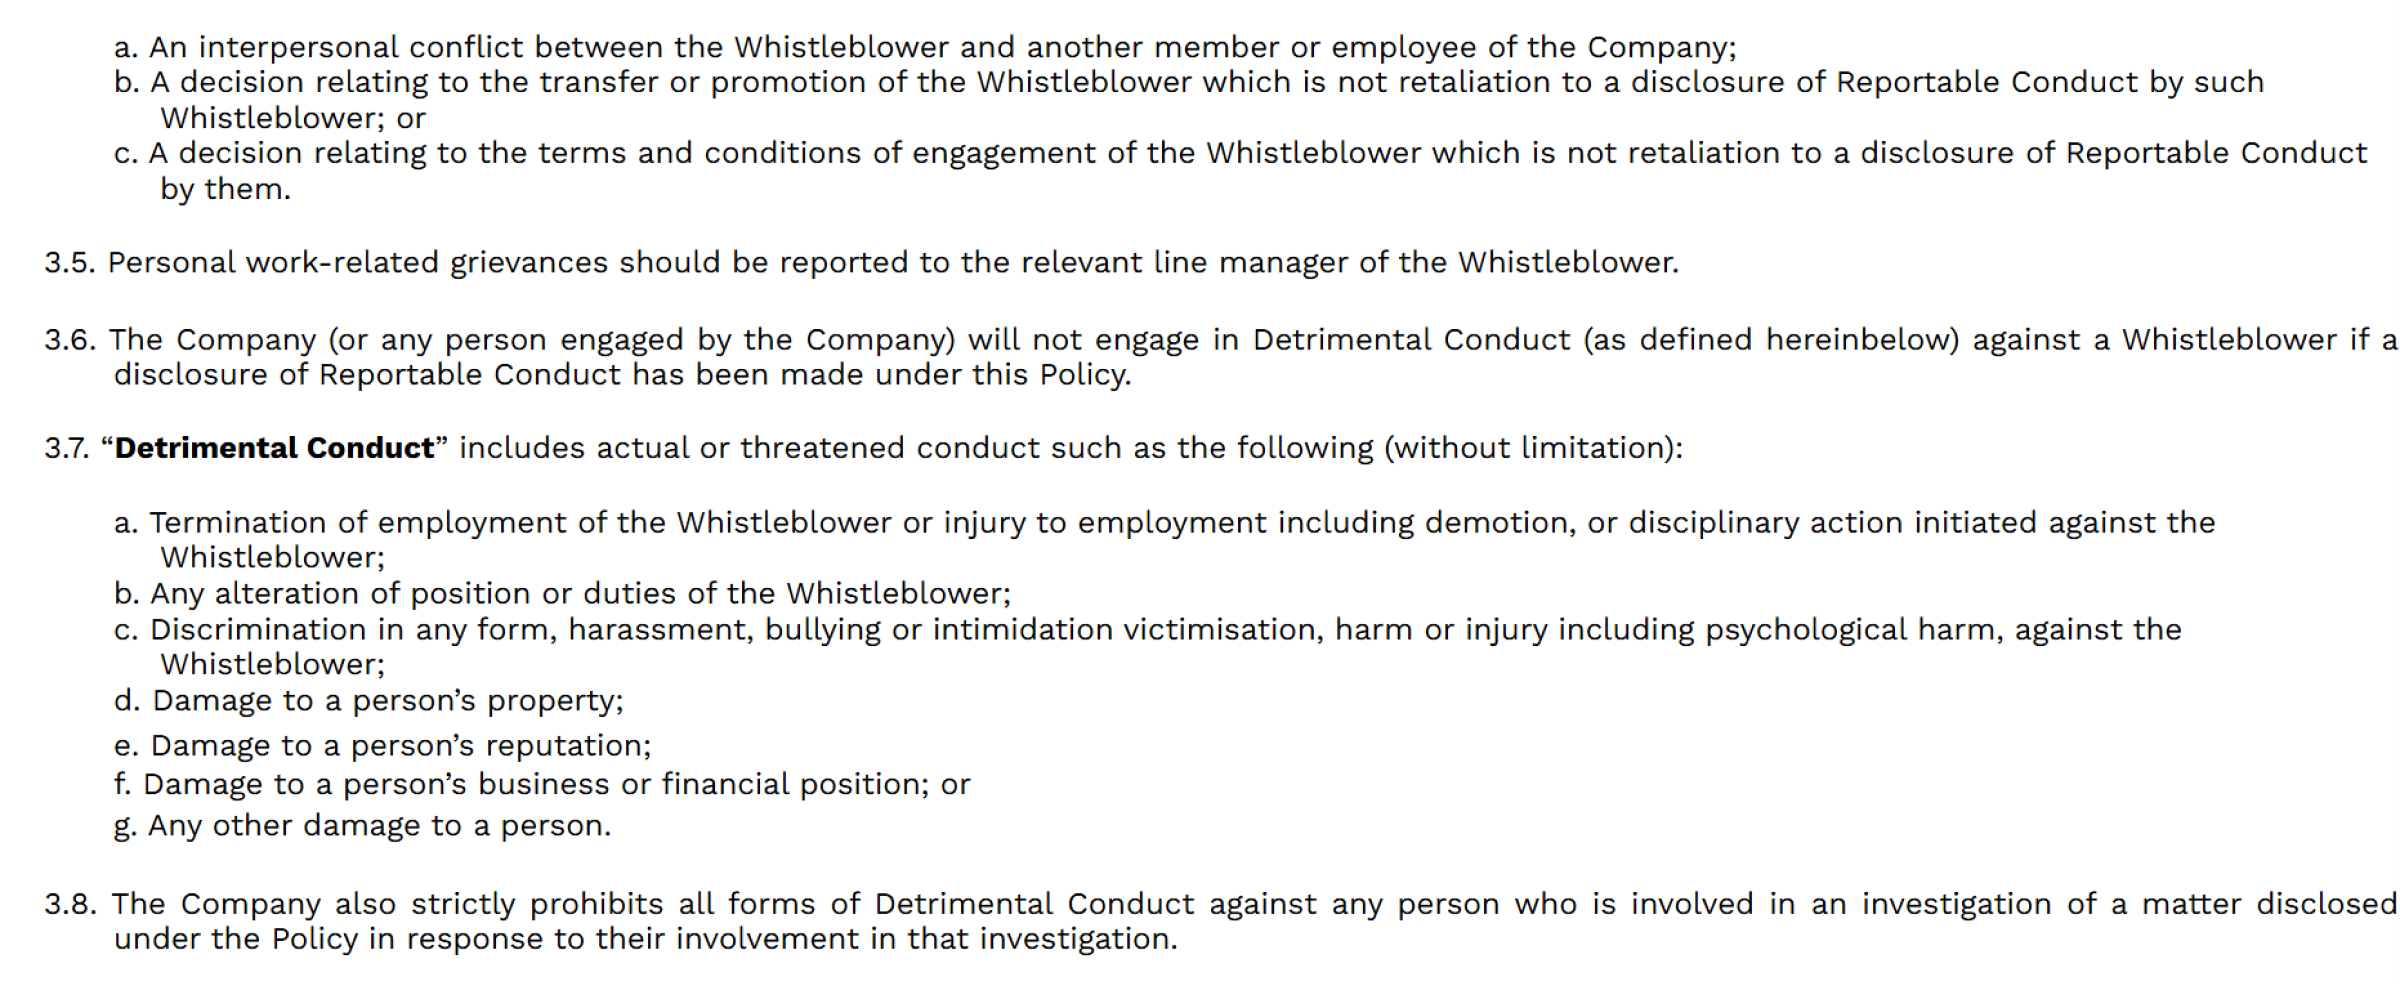 a. An interpersonal conflict between the Whistleblower and another member or employee of the Company;
b. A decision relating to the transfer or promotion of the Whistleblower which is not retaliation to a disclosure of Reportable Conduct by such
Whistleblower; or
c. A decision relating to the terms and conditions of engagement of the Whistleblower which is not retaliation to a disclosure of Reportable Conduct
by them.
3.5. Personal work-related grievances should be reported to the relevant line manager of the Whistleblower.
3.6. The Company (or any person engaged by the Company) will not engage in Detrimental Conduct (as defined hereinbelow) against a Whistleblower if a
disclosure of Reportable Conduct has been made under this Policy.
3.7. “Detrimental Conduct” includes actual or threatened conduct such as the following (without limitation):
a. Termination of employment of the Whistleblower or injury to employment including demotion, or disciplinary action initiated against the
Whistleblower;
b. Any alteration of position or duties of the Whistleblower;
c. Discrimination in any form, harassment, bullying or intimidation victimisation, harm or injury including psychological harm, against the
Whistleblower;
d. Damage to a person’s property;
e. Damage to a person’s reputation;
f. Damage to a person’s business or financial position; or
g. Any other damage to a person.
3.8. The Company also strictly prohibits all forms of Detrimental Conduct against any person who is involved in an investigation of a matter disclosed
under the Policy in response to their involvement in that investigation.